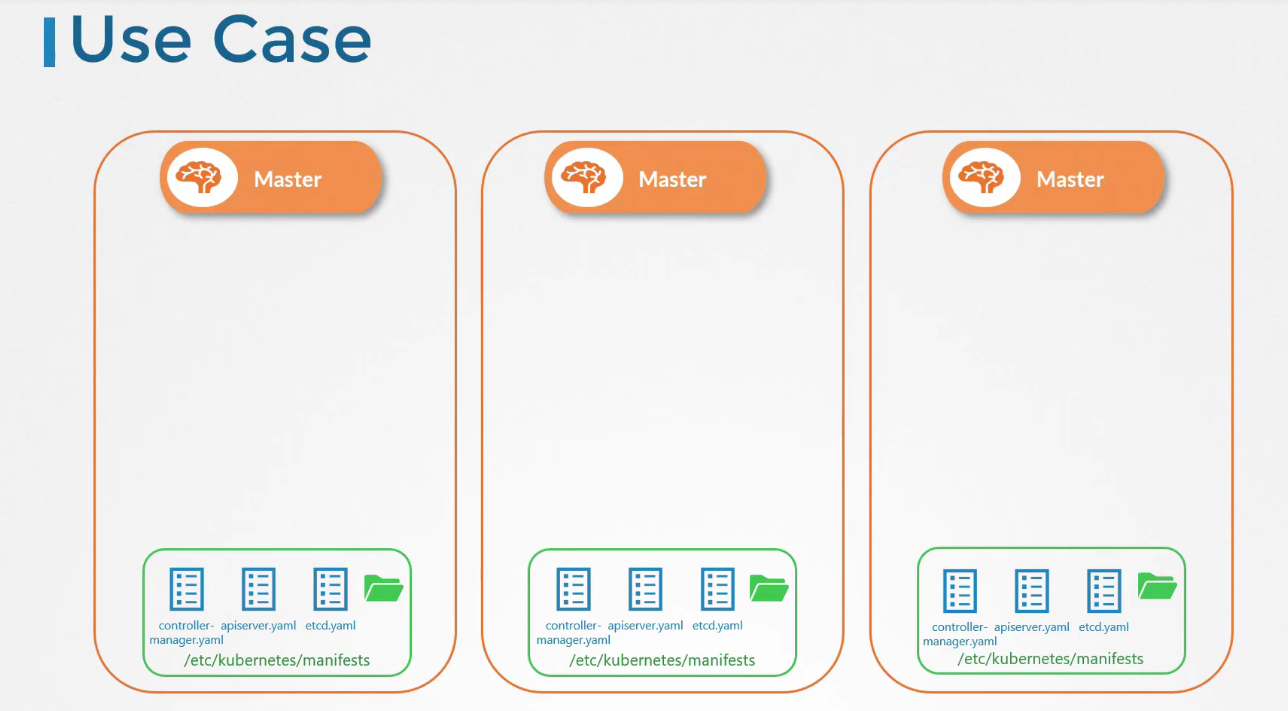 Use Case
Master
Master
Master
controller-
manager.yaml
apiserver.yaml
etcd.yaml
/etc/kubernetes/manifests
controller-
manager.yaml
apiserver.yaml
etcd.yaml
/etc/kubernetes/manifests
controller-
manager.yaml
apiserver.yaml
etcd.yaml
/etc/kubernetes/manifests